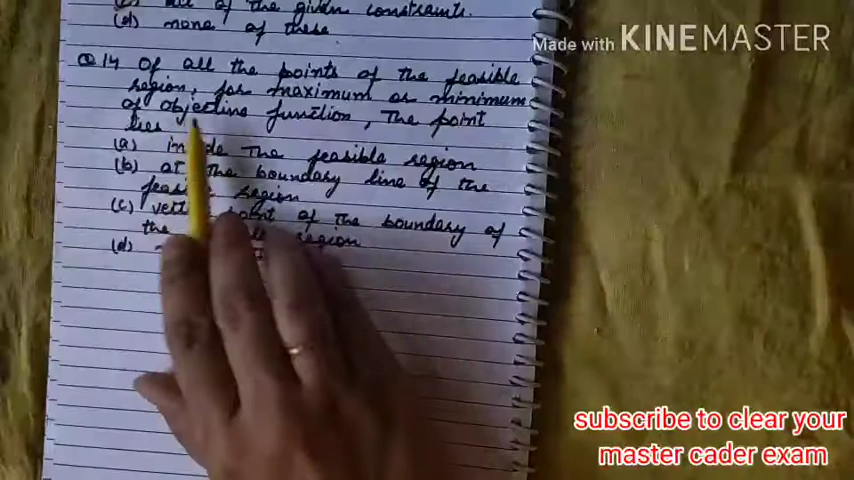 all of the given constraints.
(d) none of these
Made with KINEMASTER
Q14 Of all the points of the feasible
region, for maximum or minimum
of objective function, The point
lies
(a) inside The feasible region
(b) at the boundary line of the
feasible region
(c) vertex point of the boundary of
the region
(d)
subscribe to clear your
master cader exam